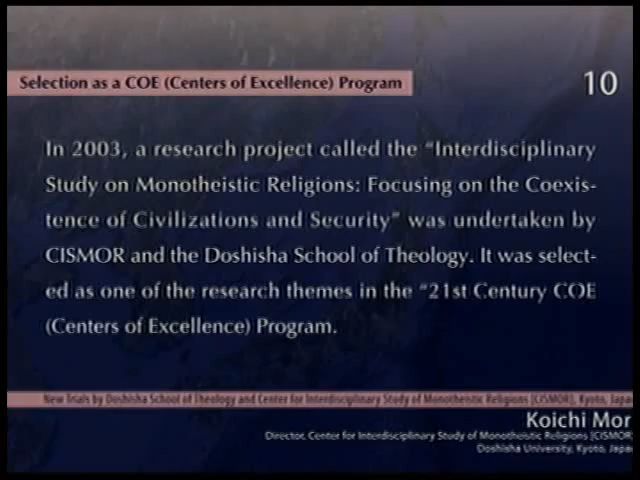 Selection as a COE (Centers of Excellence) Program
10
In 2003, a research project called the "Interdisciplinary
Study on Monotheistic Religions: Focusing on the Coexis-
tence of Civilizations and Security" was undertaken by
CISMOR and the Doshisha School of Theology. It was select-
ed as one of the research themes in the "21st Century COE
(Centers of Excellence) Program.
New Trials by Doshisha School of Theology and Center for Interdisciplinary Study of Monotheistic Religions [CISMOR], Kyoto, Japa
Koichi Mor
Director, Center for Interdisciplinary Study of Monotheistic Religions [CISMOR
Doshisha University, Kyoto, Japa